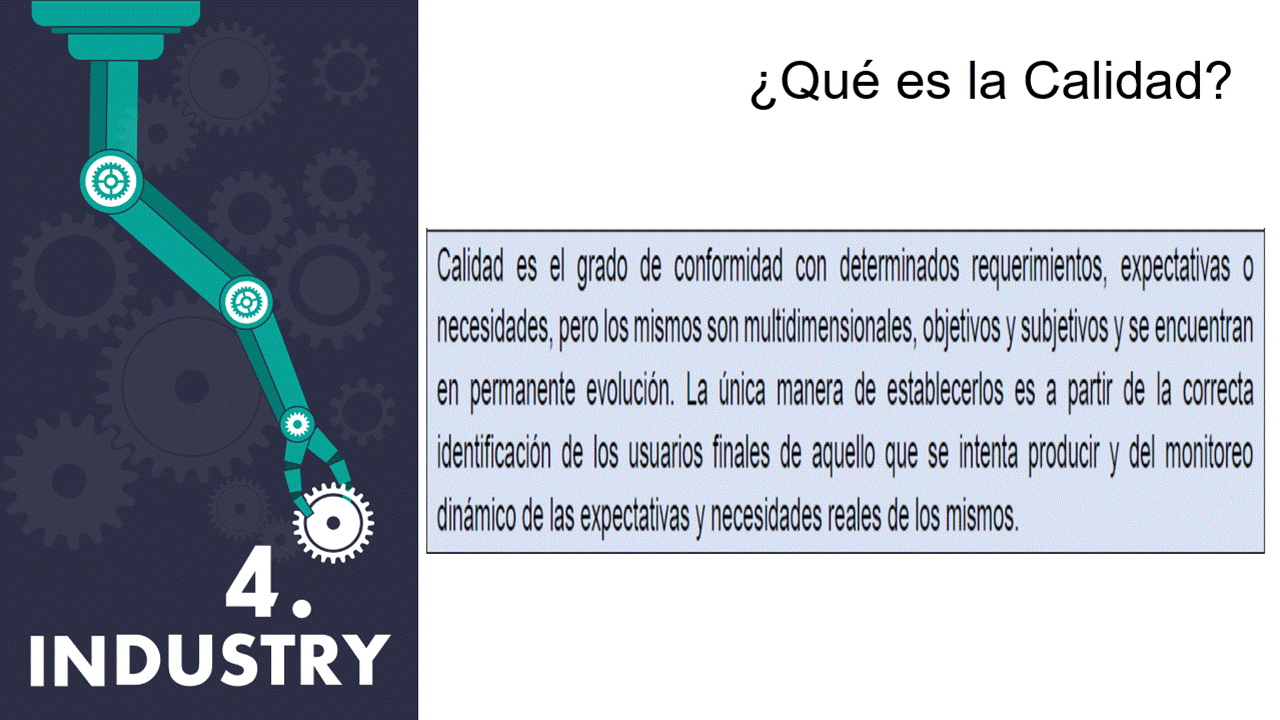 ¿Qué es la Calidad?
Calidad es el grado de conformidad con determinados requerimientos, expectativas o
necesidades, pero los mismos son multidimensionales, objetivos y subjetivos y se encuentran
en permanente evolución. La única manera de establecerlos es a partir de la correcta
identificación de los usuarios finales de aquello que se intenta producir y del monitoreo
dinámico de las expectativas y necesidades reales de los mismos.
4.
INDUSTRY